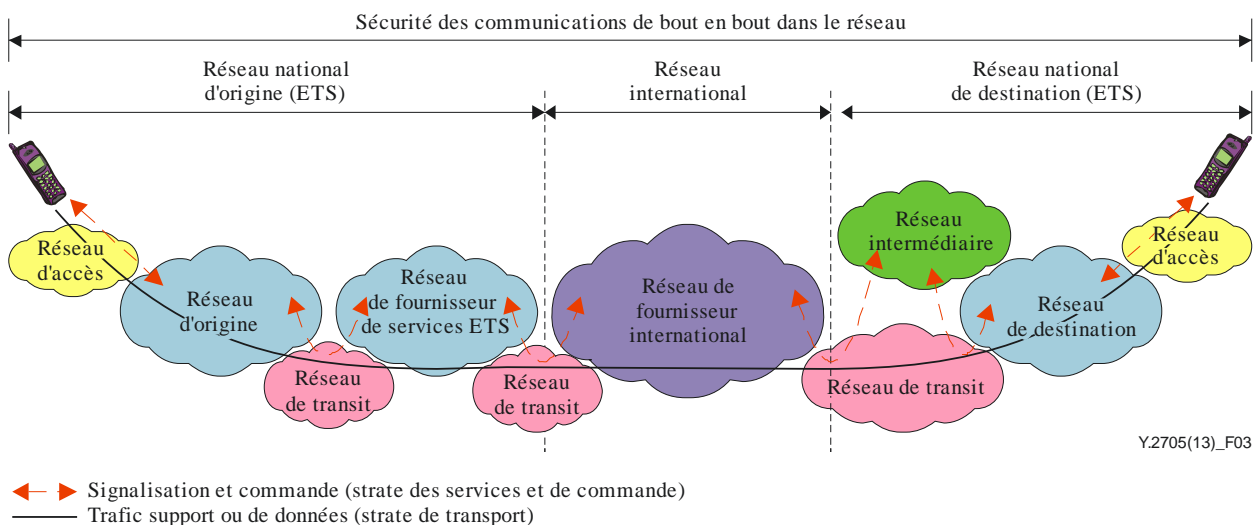 Sécurité des communications de bout en bout dans le réseau
Réseau national
d'origine (ETS)
Réseau
international
Réseau national
de destination (ETS)
Réseau
d'accès
Réseau
d'origine
Réseau
de transit
Réseau
de fournisseur
de services ETS
Réseau
de transit
Réseau de
fournisseur
international
Réseau
intermédiaire
Réseau de transit
Réseau
de destination
Réseau
d'accès
Y.2705(13)_F03
Signalisation et commande (strate des services et de commande)
Trafic support ou de données (strate de transport)